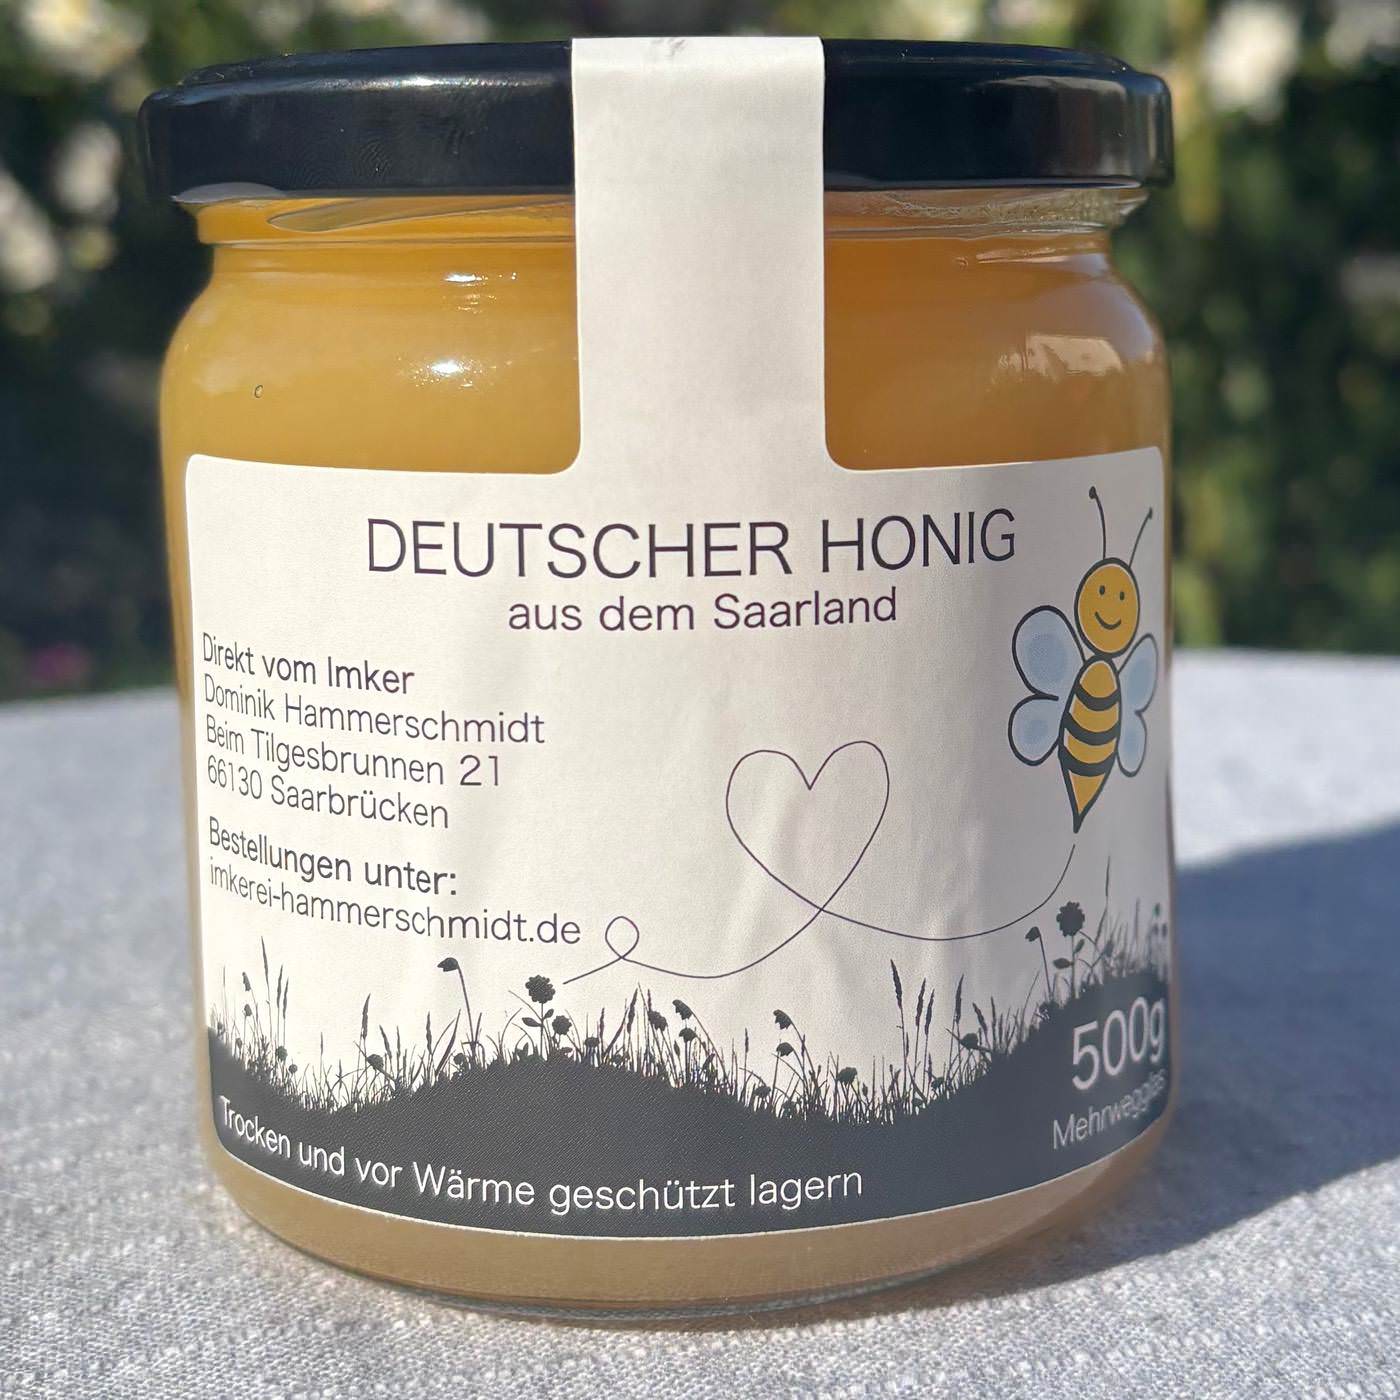 DEUTSCHER HONIG
aus dem Saarland
Direkt vom Imker
Dominik Hammerschmidt
Beim Tilgesbrunnen 21
66130 Saarbrücken
Bestellungen unter:
imkerei-hammerschmidt.de
500g
Mehrwegglas
Trocken und vor Wärme geschützt lagern